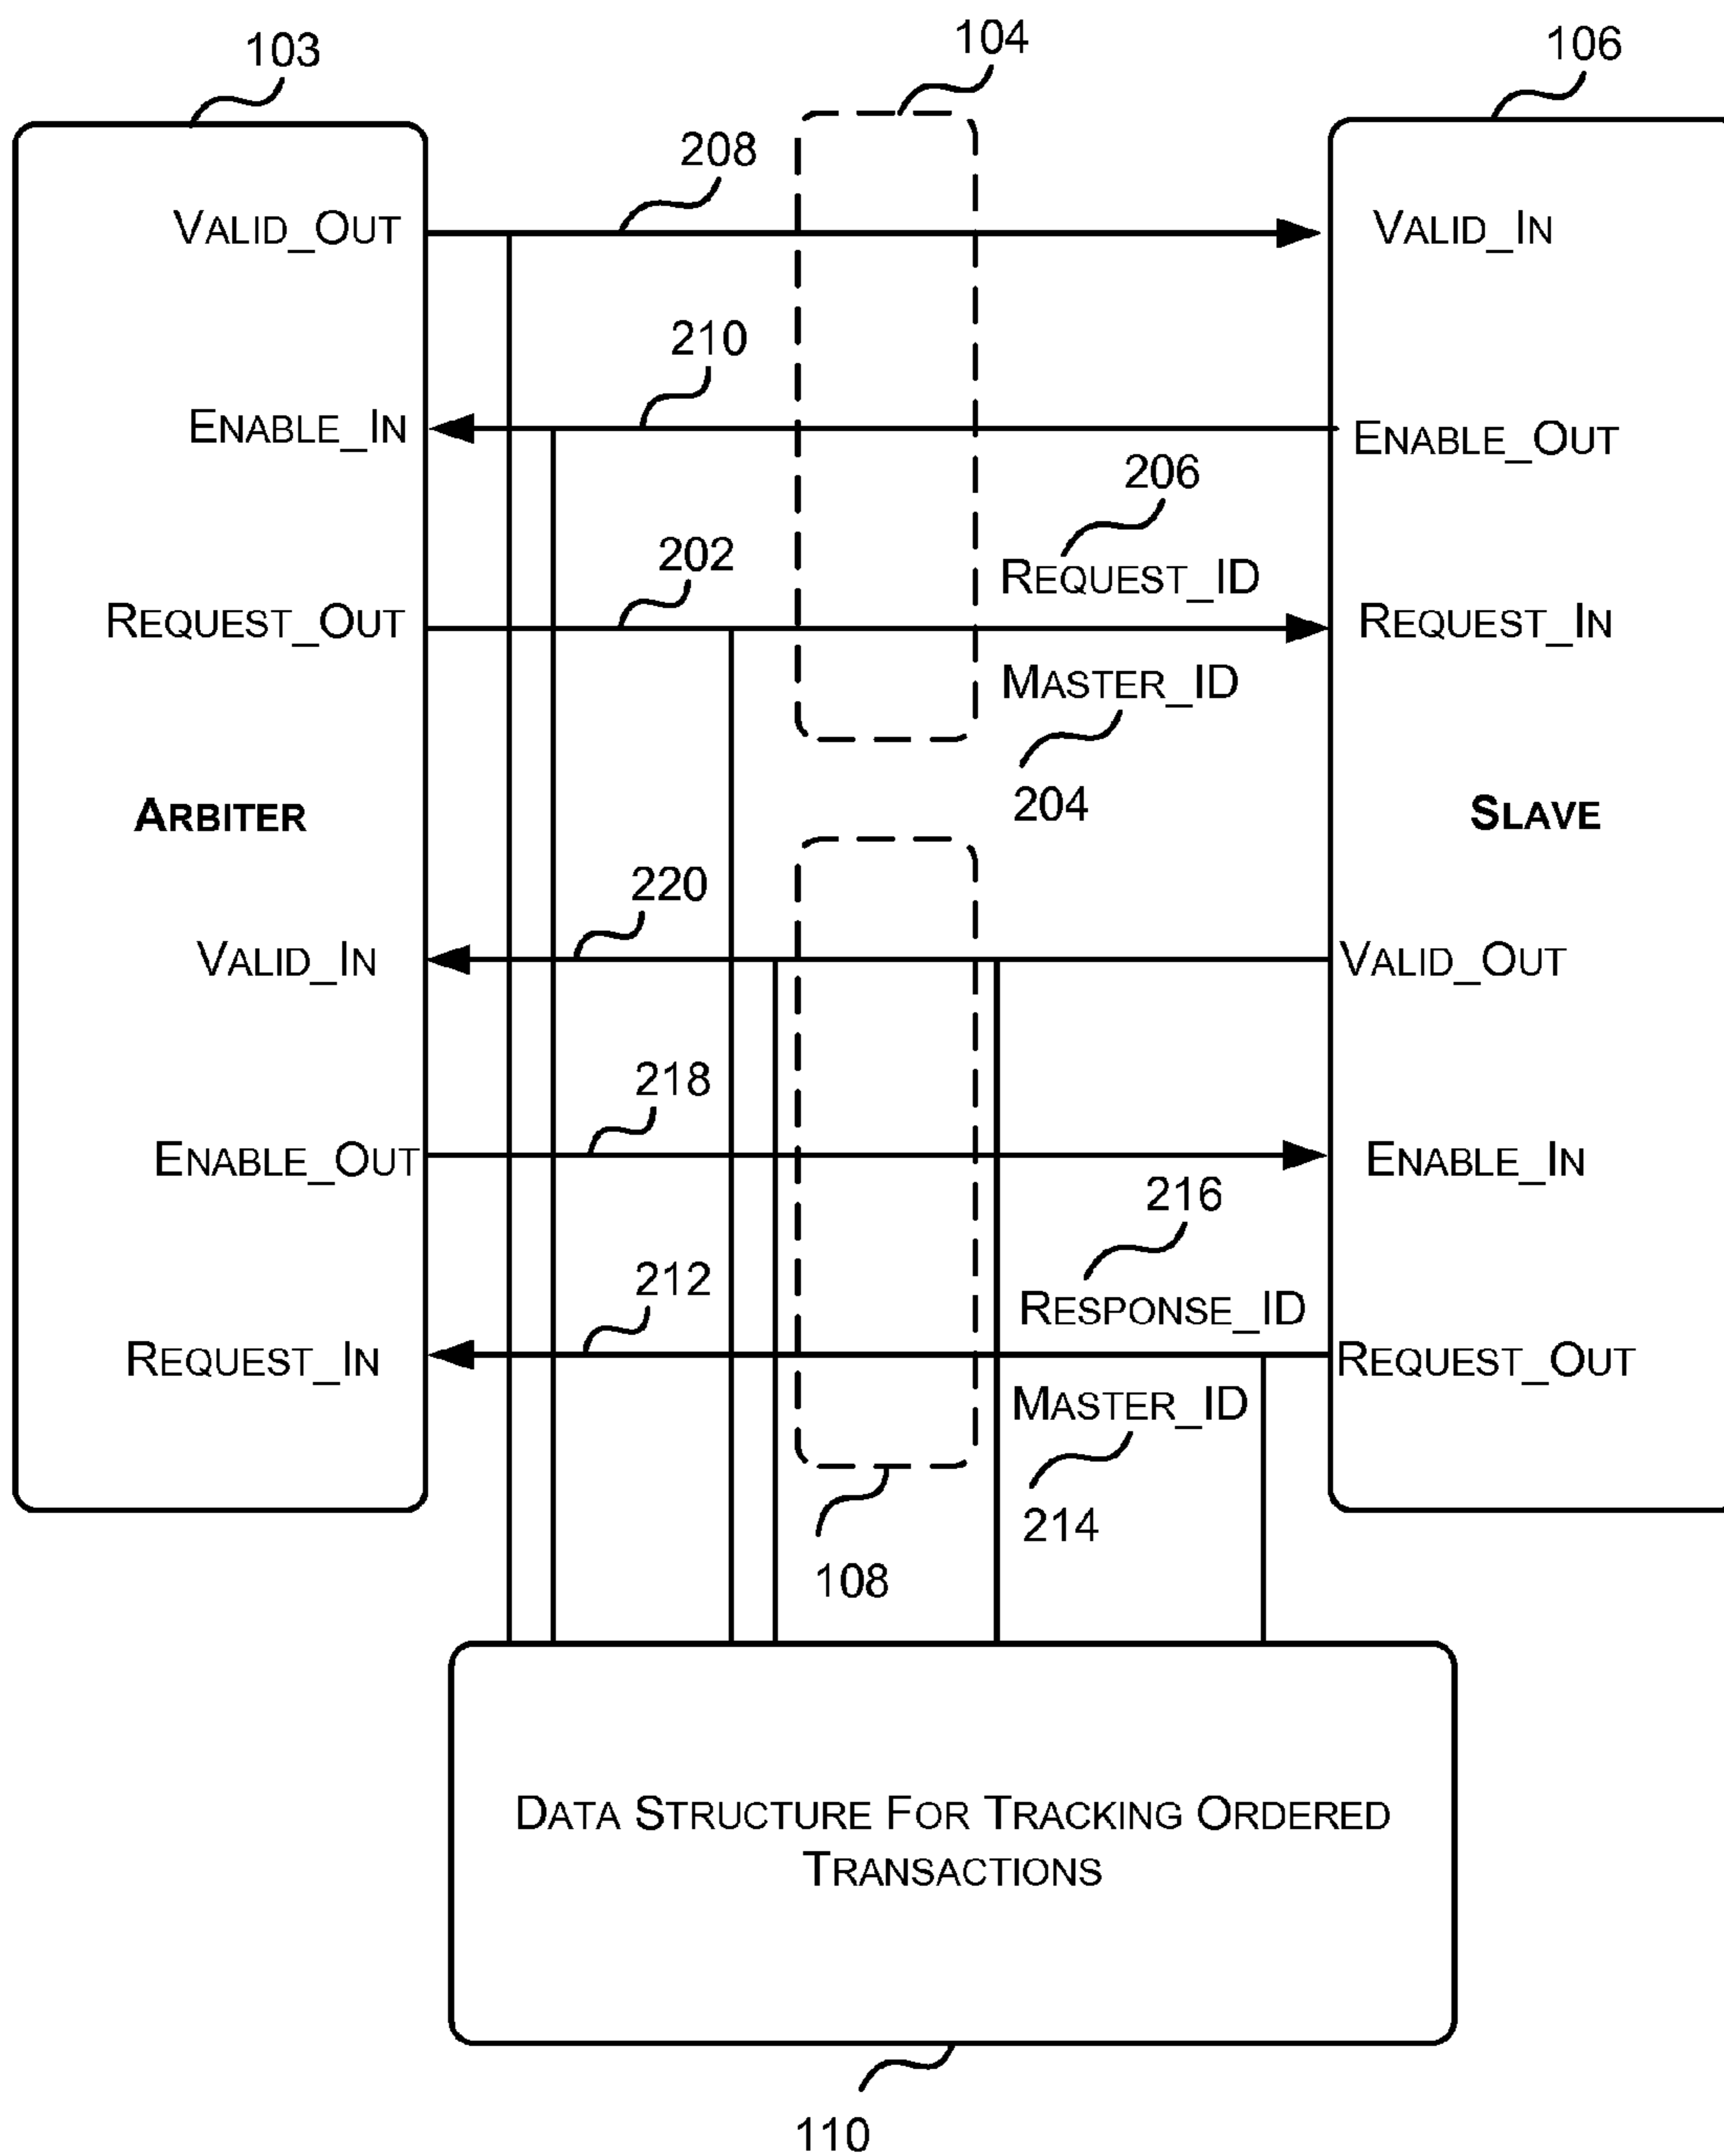 103
104
106
208
VALID_OUT
VALID_IN
210
ENABLE_IN
ENABLE_OUT
206
202
REQUEST_ID
REQUEST_OUT
REQUEST_IN
MASTER_ID
204
ARBITER
SLAVE
220
VALID_IN
VALID_OUT
218
ENABLE_OUT
ENABLE_IN
216
212
RESPONSE_ID
REQUEST_IN
REQUEST_OUT
MASTER_ID
214
108
DATA STRUCTURE FOR TRACKING ORDERED
TRANSACTIONS
110